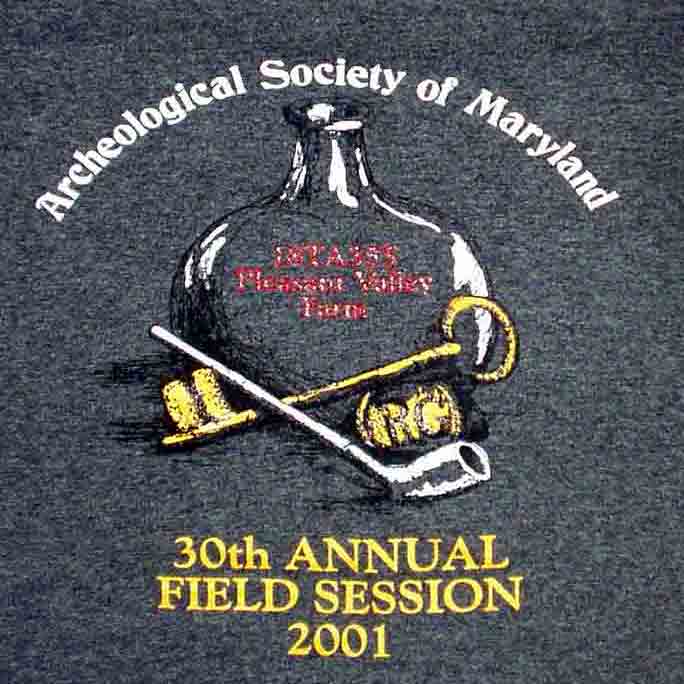 Archeological Society of Maryland
18TA355
Pleasant Valley
Farm
30th ANNUAL
FIELD SESSION
2001